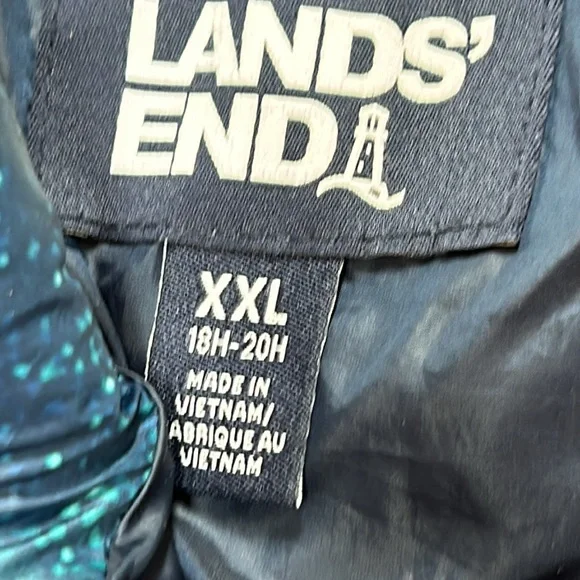 LANDS'
END
XXL
18H-20H
MADE IN
VIETNAM/
ABRIQUE AU
VIETNAM